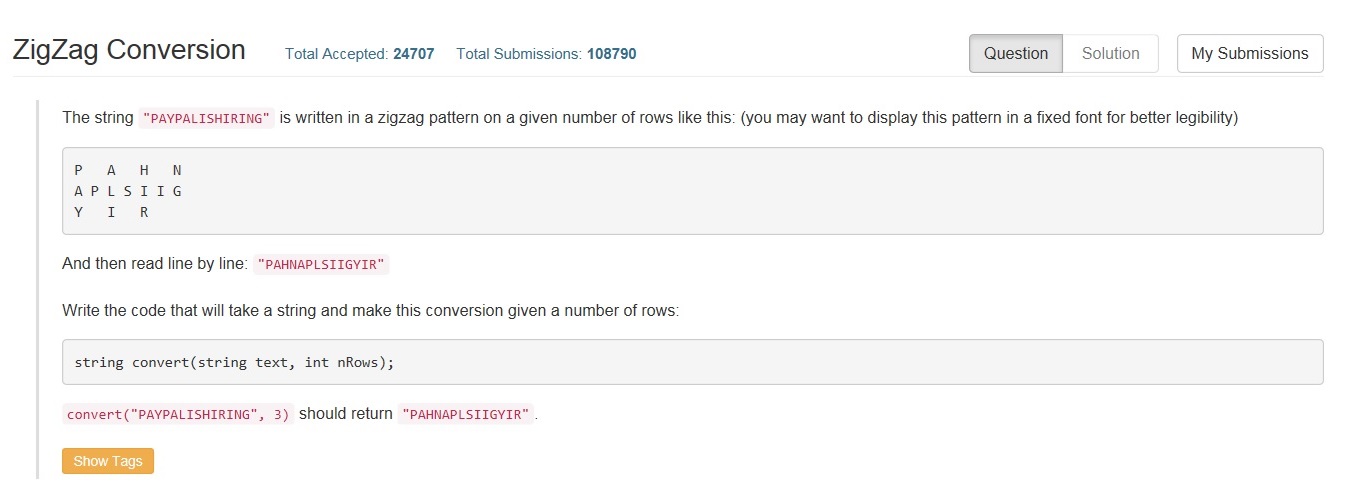 ZigZag Conversion Total Accepted: 24707 Total Submissions: 108790 Question Solution My Submissions
The string "PAYPALISHIRING" is written in a zigzag pattern on a given number of rows like this: (you may want to display this pattern in a fixed font for better legibility)
P   A   H   N
A P L S I I G
Y   I   R
And then read line by line: "PAHNAPLSIIGYIR"
Write the code that will take a string and make this conversion given a number of rows:
string convert(string text, int nRows);
convert("PAYPALISHIRING", 3) should return "PAHNAPLSIIGYIR".
Show Tags